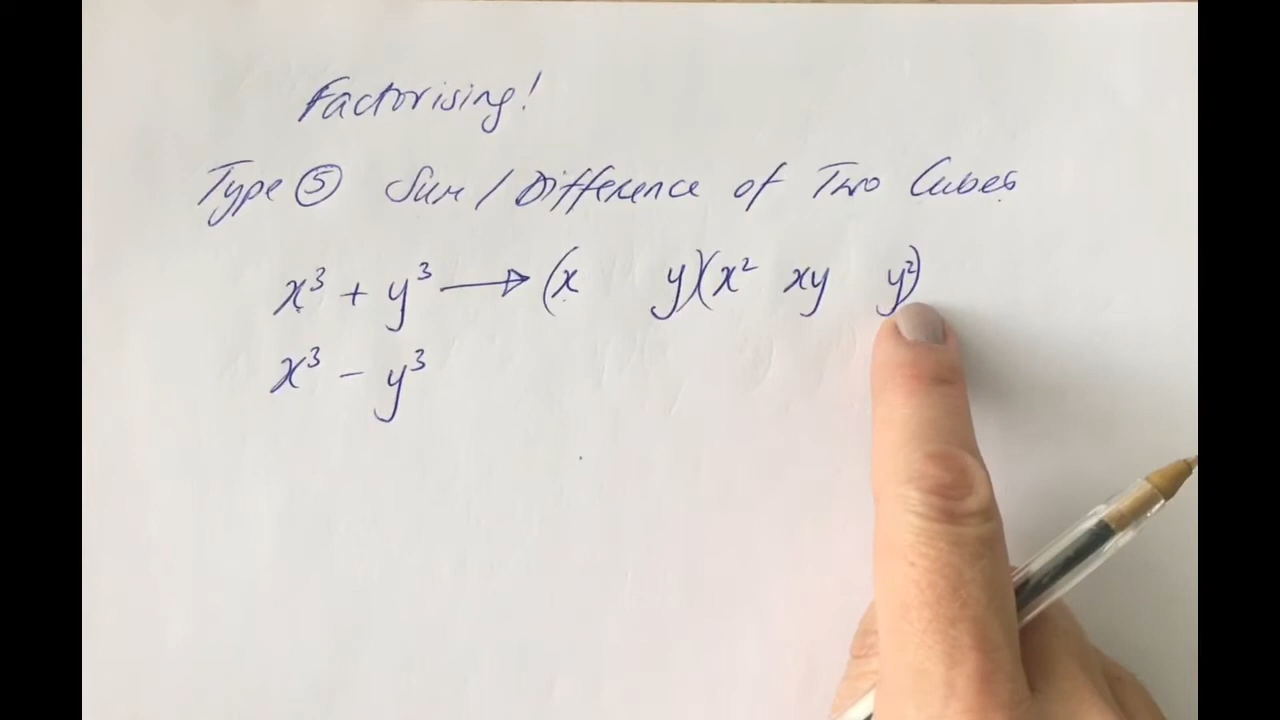 Factorising!
Type ⑤ Sum / Difference of Two Cubes
x³ + y³ → (x y)(x² xy y²)
x³ - y³